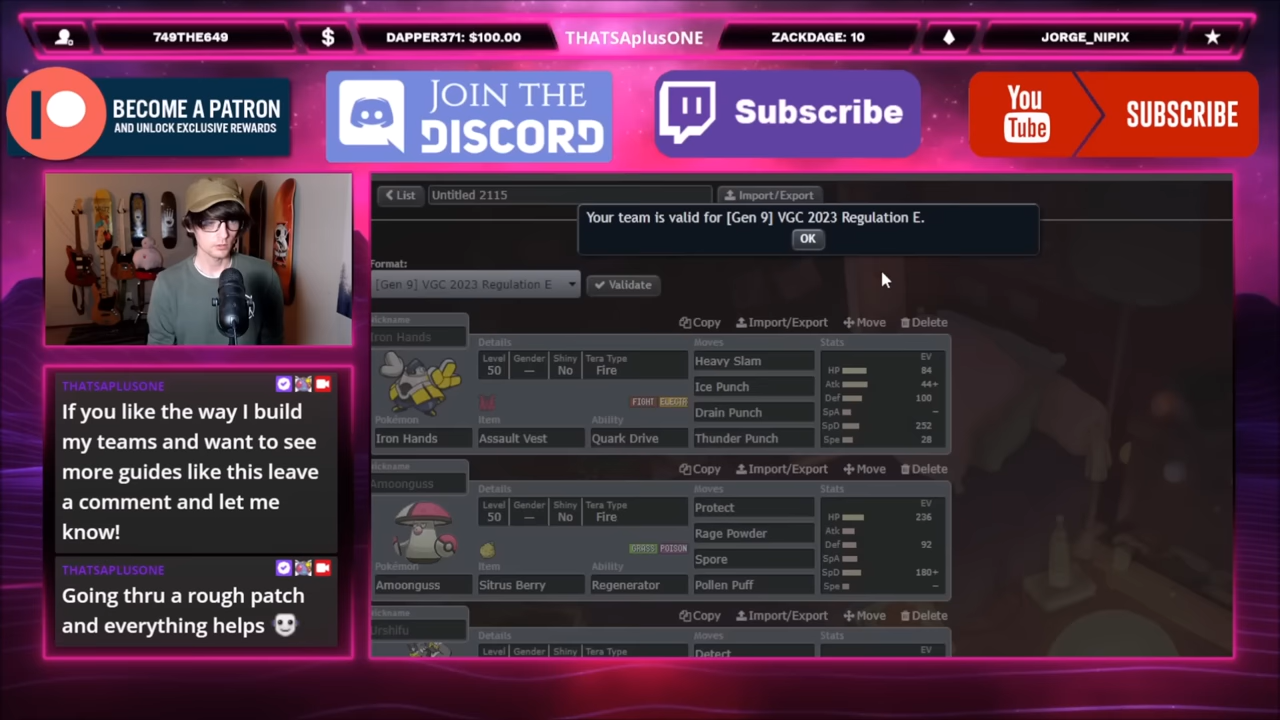 749THE649
$
DAPPER371: $100.00
THATSAplusONE
ZACKDAGE: 10
JORGE_NIPIX
BECOME A PATRON
AND UNLOCK EXCLUSIVE REWARDS
JOIN THE
DISCORD
Subscribe
You
Tube
SUBSCRIBE
List
Untitled 2115
Import/Export
Your team is valid for [Gen 9] VGC 2023 Regulation E.
OK
Format:
[Gen 9] VGC 2023 Regulation E
Validate
Nickname
Iron Hands
Copy
Import/Export
Move
Delete
Details
Level
50
Gender
—
Shiny
No
Tera Type
Fire
FIGHT
Pokémon
Iron Hands
Item
Assault Vest
Ability
Quark Drive
Moves
Heavy Slam
Ice Punch
Drain Punch
Thunder Punch
Stats
EV
HP 84
Atk 44+
Def 100
SpA –
SpD 252
Spe 28
Nickname
Amoonguss
Copy
Import/Export
Move
Delete
Details
Level
50
Gender
—
Shiny
No
Tera Type
Fire
GRASS POISON
Pokémon
Amoonguss
Item
Sitrus Berry
Ability
Regenerator
Moves
Protect
Rage Powder
Spore
Pollen Puff
Stats
EV
HP 236
Atk
Def 92
SpA
SpD 180+
Spe –
Nickname
Urshifu
Copy
Import/Export
Move
Delete
Details
Level
Gender
Shiny
Tera Type
Moves
Detect
Stats
EV
THATSAPLUSONE
If you like the way I build
my teams and want to see
more guides like this leave
a comment and let me
know!
THATSAPLUSONE
Going thru a rough patch
and everything helps